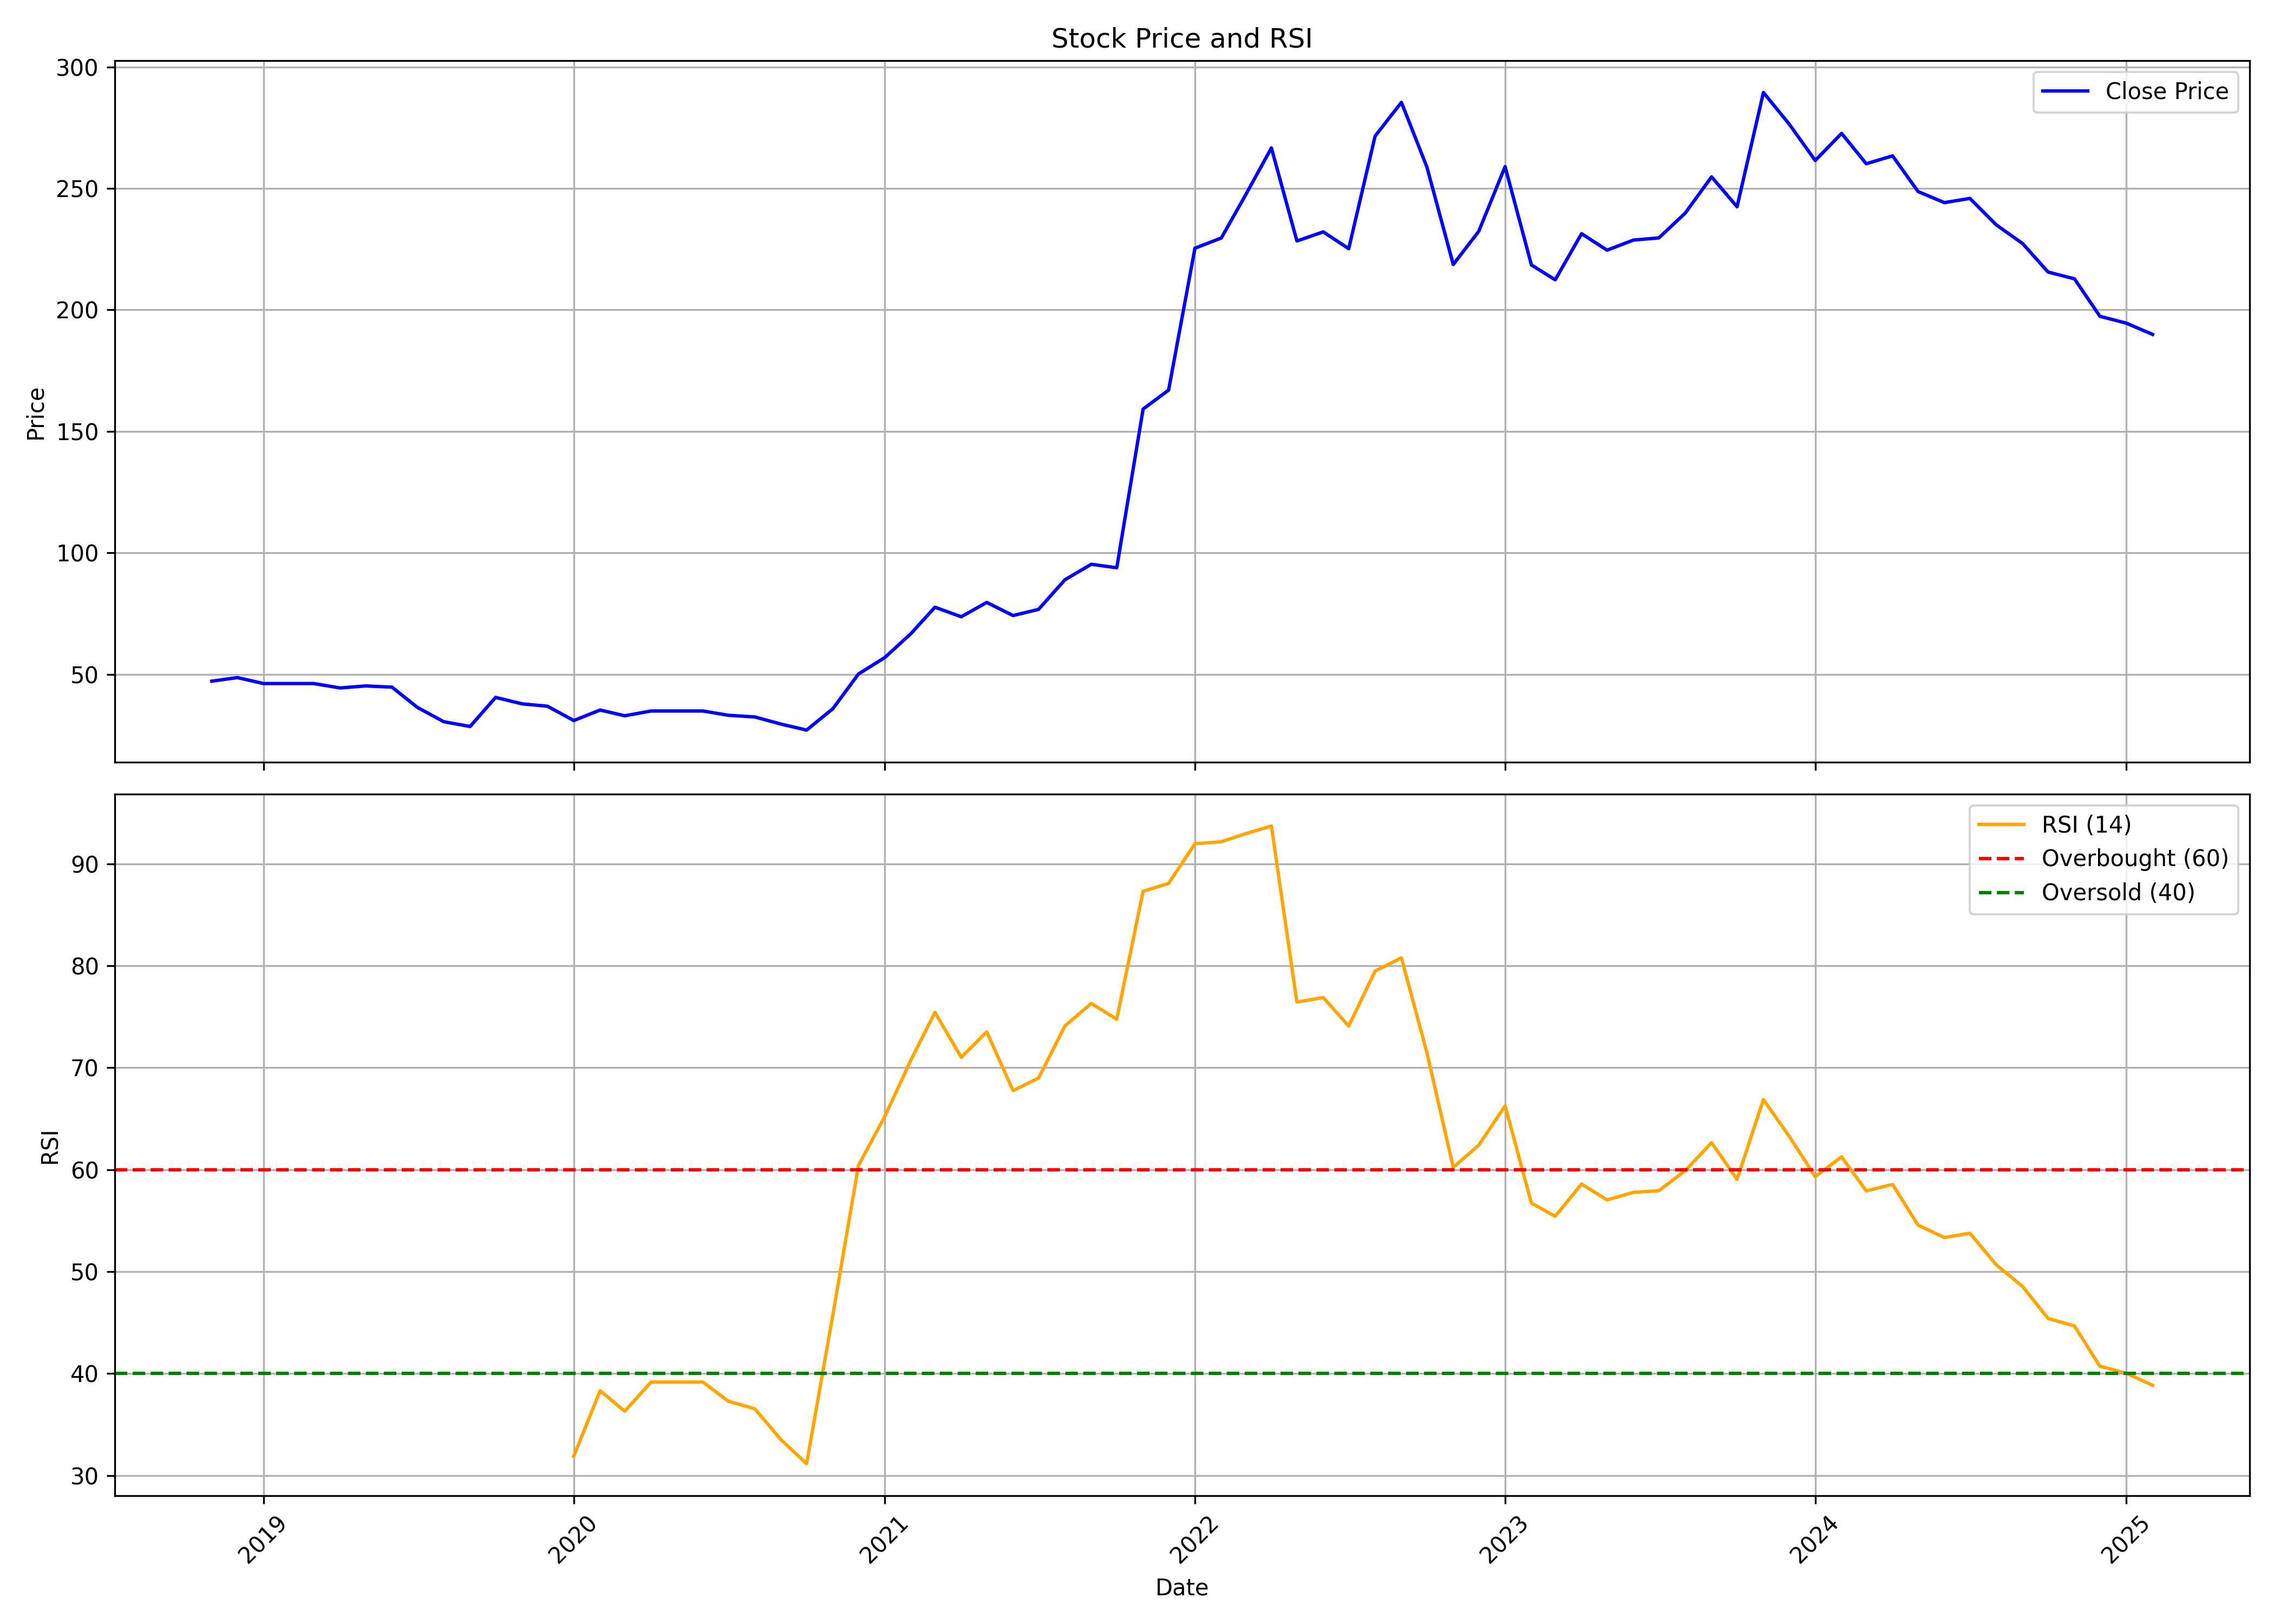 Stock Price and RSI
300
250
200
150
100
50
Price
Close Price
90
80
70
60
50
40
30
RSI
RSI (14)
Overbought (60)
Oversold (40)
2019
2020
2021
2022
2023
2024
2025
Date